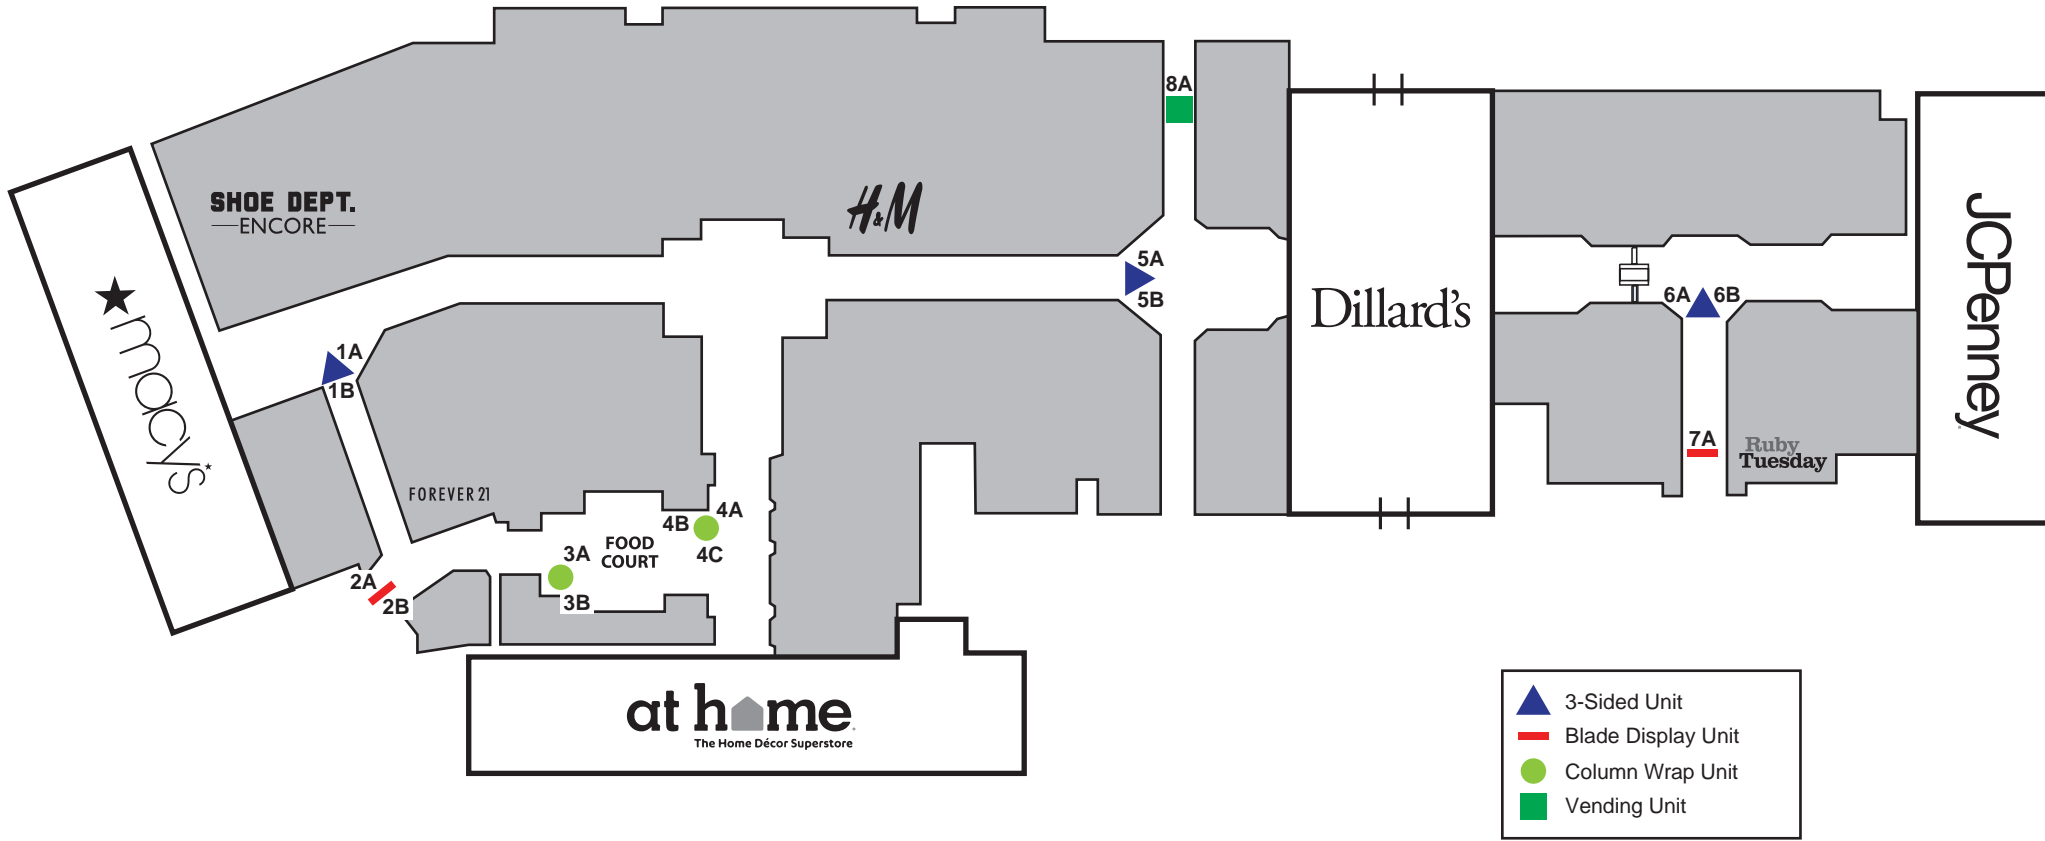 8A
SHOE DEPT.
ENCORE
H&M
5A
5B
6A
6B
Dillard's
JCPenney
macy's
1A
1B
7A
Ruby
Tuesday
FOREVER 21
4A
4B
4C
FOOD
COURT
3A
3B
2A
2B
at home
The Home Décor Superstore
3-Sided Unit
Blade Display Unit
Column Wrap Unit
Vending Unit